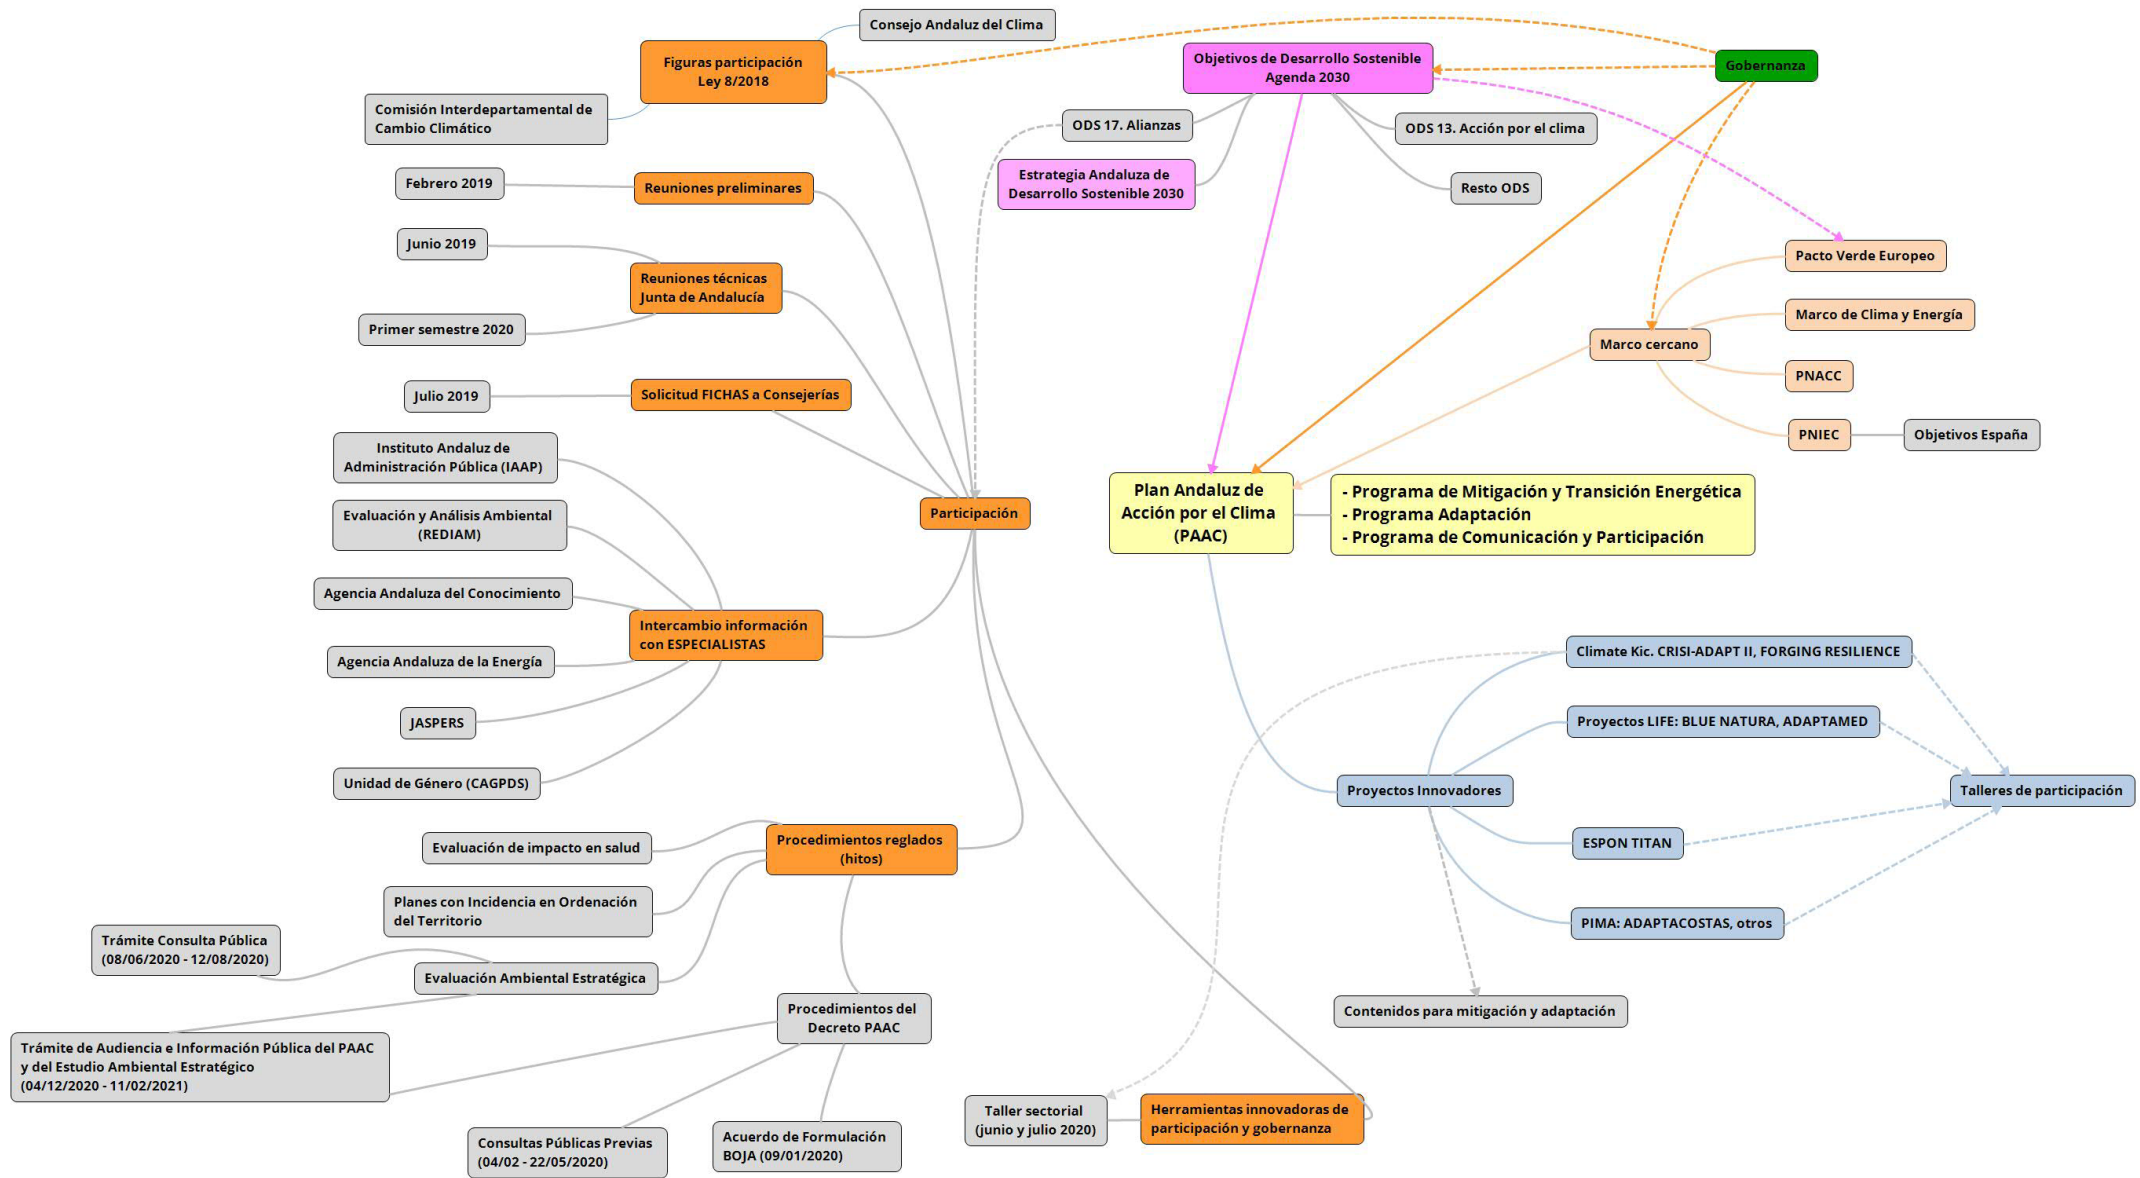 Consejo Andaluz del Clima
Figuras participación
Ley 8/2018
Comisión Interdepartamental de
Cambio Climático
Objetivos de Desarrollo Sostenible
Agenda 2030
Gobernanza
ODS 17. Alianzas
ODS 13. Acción por el clima
Estrategia Andaluza de
Desarrollo Sostenible 2030
Resto ODS
Febrero 2019
Reuniones preliminares
Junio 2019
Reuniones técnicas
Junta de Andalucía
Primer semestre 2020
Pacto Verde Europeo
Marco de Clima y Energía
Marco cercano
PNACC
PNIEC
Objetivos España
Julio 2019
Solicitud FICHAS a Consejerías
Instituto Andaluz de
Administración Pública (IAAP)
Evaluación y Análisis Ambiental
(REDIAM)
Participación
Plan Andaluz de
Acción por el Clima
(PAAC)
- Programa de Mitigación y Transición Energética
- Programa Adaptación
- Programa de Comunicación y Participación
Agencia Andaluza del Conocimiento
Intercambio información
con ESPECIALISTAS
Agencia Andaluza de la Energía
JASPERS
Unidad de Género (CAGPDS)
Climate Kic. CRISI-ADAPT II, FORGING RESILIENCE
Proyectos LIFE: BLUE NATURA, ADAPTAMED
Proyectos Innovadores
Talleres de participación
ESPON TITAN
PIMA: ADAPTACOSTAS, otros
Contenidos para mitigación y adaptación
Procedimientos reglados
(hitos)
Evaluación de impacto en salud
Planes con Incidencia en Ordenación
del Territorio
Trámite Consulta Pública
(08/06/2020 - 12/08/2020)
Evaluación Ambiental Estratégica
Procedimientos del
Decreto PAAC
Trámite de Audiencia e Información Pública del PAAC
y del Estudio Ambiental Estratégico
(04/12/2020 - 11/02/2021)
Consultas Públicas Previas
(04/02 - 22/05/2020)
Acuerdo de Formulación
BOJA (09/01/2020)
Taller sectorial
(junio y julio 2020)
Herramientas innovadoras de
participación y gobernanza